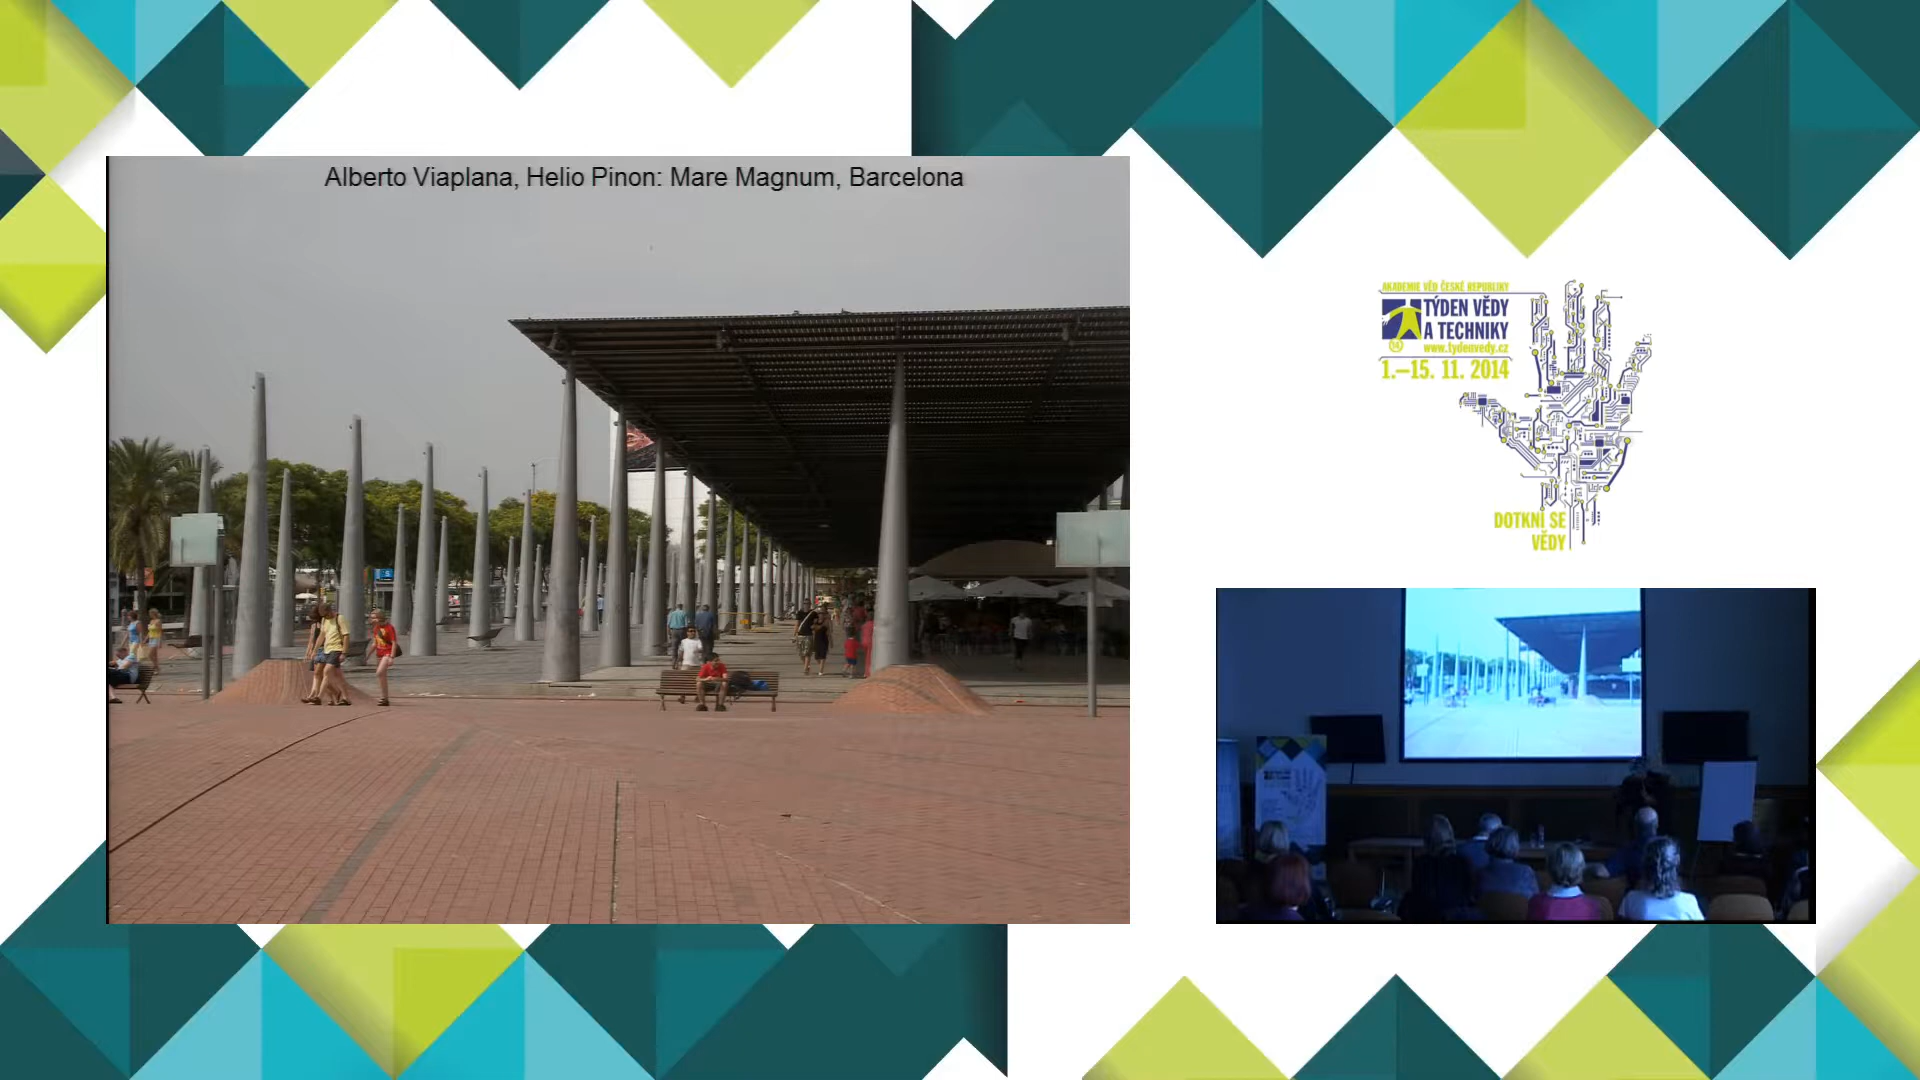 Alberto Viaplana, Helio Pinon: Mare Magnum, Barcelona
AKADEMIE VĚD ČESKÉ REPUBLIKY
TÝDEN VĚDY
A TECHNIKY
www.tydenvedy.cz
1.–15. 11. 2014
DOTKNI SE
VĚDY